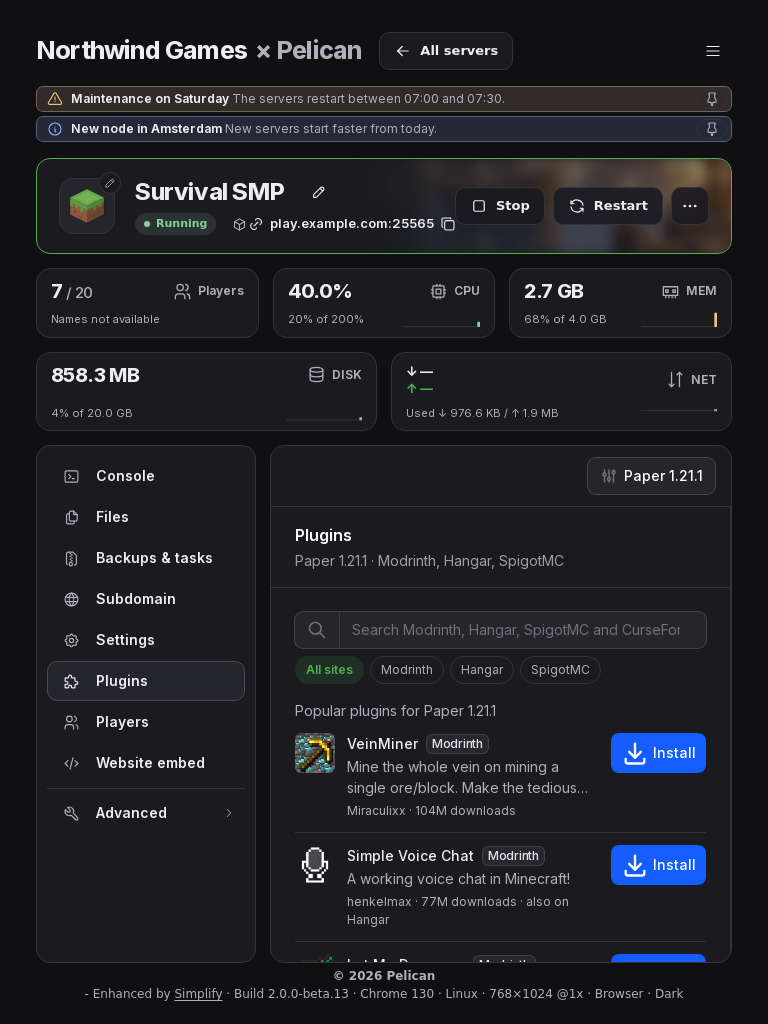 Northwind Games × Pelican
All servers
Maintenance on Saturday The servers restart between 07:00 and 07:30.
New node in Amsterdam New servers start faster from today.
Survival SMP
Running
play.example.com:25565
Stop
Restart
7 / 20
Players
Names not available
40.0%
CPU
20% of 200%
2.7 GB
MEM
68% of 4.0 GB
858.3 MB
DISK
4% of 20.0 GB
↓ —
↑ —
NET
Used ↓ 976.6 KB / ↑ 1.9 MB
Console
Files
Backups & tasks
Subdomain
Settings
Plugins
Players
Website embed
Advanced
Paper 1.21.1
Plugins
Paper 1.21.1 · Modrinth, Hangar, SpigotMC
Search Modrinth, Hangar, SpigotMC and CurseFor
All sites
Modrinth
Hangar
SpigotMC
Popular plugins for Paper 1.21.1
VeinMiner Modrinth
Mine the whole vein on mining a
single ore/block. Make the tedious…
Miraculixx · 104M downloads
Install
Simple Voice Chat Modrinth
A working voice chat in Minecraft!
henkelmax · 77M downloads · also on
Hangar
Install
© 2026 Pelican
- Enhanced by Simplify · Build 2.0.0-beta.13 · Chrome 130 · Linux · 768×1024 @1x · Browser · Dark